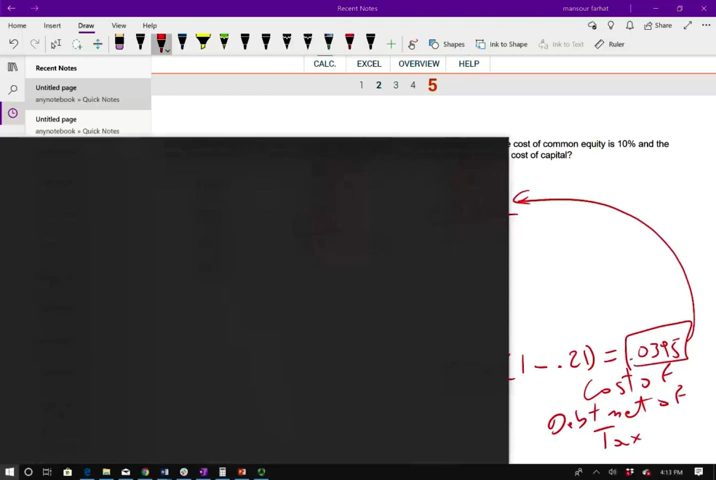 Recent Notes
mansour farhat
Home
Insert
Draw
View
Help
Share
Shapes
Ink to Shape
Ink to Text
Ruler
Recent Notes
Untitled page
anynotebook » Quick Notes
Untitled page
anynotebook » Quick Notes
CALC.
EXCEL
OVERVIEW
HELP
1 2 3 4 5
cost of common equity is 10% and the
cost of capital?
(1 - .21) = .0395
Cost of
Debt net of
Tax
4:13 PM